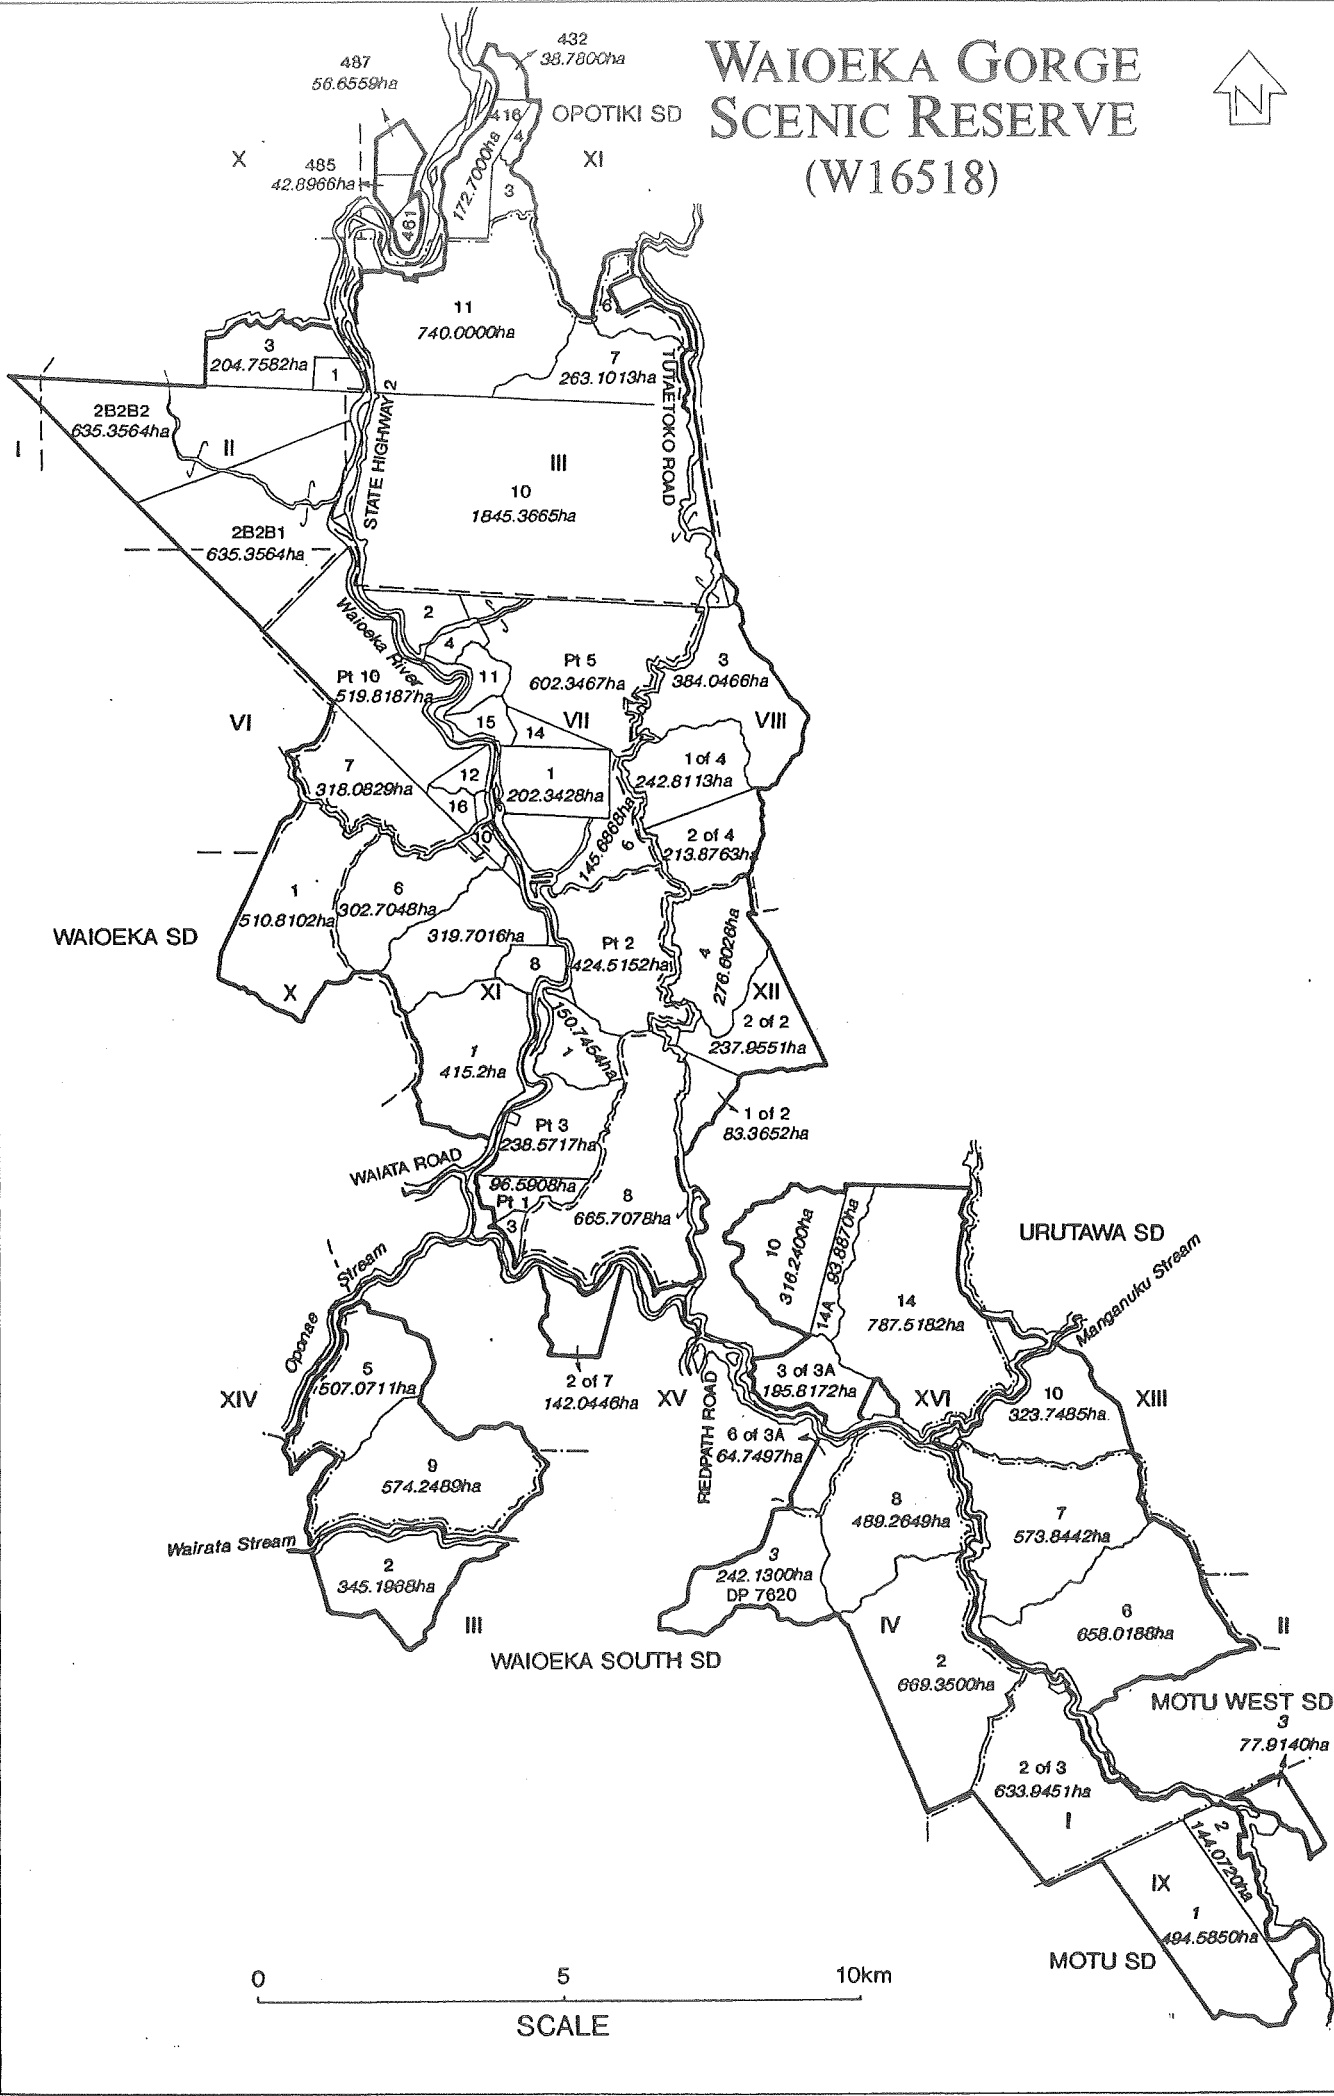 WAIOEKA GORGE
SCENIC RESERVE
(W16518)
N
432
38.7800ha
487
56.6559ha
OPOTIKI SD
416
4
X
XI
485
42.8966ha
172.7000ha
3
461
6
11
740.0000ha
3
204.7582ha
1
7
263.1013ha
TUTAETOKO ROAD
STATE HIGHWAY 2
2B2B2
635.3564ha
I
II
III
10
1845.3665ha
2B2B1
635.3564ha
2
Waioeka River
4
Pt 5
602.3467ha
3
384.0466ha
11
Pt 10
519.8187ha
VI
15
14
VII
VIII
7
318.0829ha
12
16
10
1
202.3428ha
1 of 4
242.8113ha
145.6868ha
6
2 of 4
213.8763ha
1
510.8102ha
6
302.7048ha
319.7016ha
WAIOEKA SD
Pt 2
424.5152ha
4
276.6026ha
8
X
XI
XII
2 of 2
237.9551ha
150.7454ha
1
1
415.2ha
1 of 2
83.3652ha
Pt 3
238.5717ha
WAIATA ROAD
96.5908ha
Pt 1
3
8
665.7078ha
10
316.2400ha
93.8870ha
14A
URUTAWA SD
Oponae Stream
Manganuku Stream
14
787.5182ha
5
507.0711ha
XIV
2 of 7
142.0446ha
XV
REDPATH ROAD
3 of 3A
195.8172ha
XVI
10
323.7485ha
XIII
6 of 3A
64.7497ha
9
574.2489ha
8
489.2649ha
7
573.8442ha
Wairata Stream
2
345.1968ha
3
242.1300ha
DP 7620
III
IV
6
658.0188ha
II
WAIOEKA SOUTH SD
2
669.3500ha
MOTU WEST SD
3
77.9140ha
2 of 3
633.9451ha
I
2
144.0720ha
IX
1
494.5850ha
MOTU SD
0 5 10km
SCALE